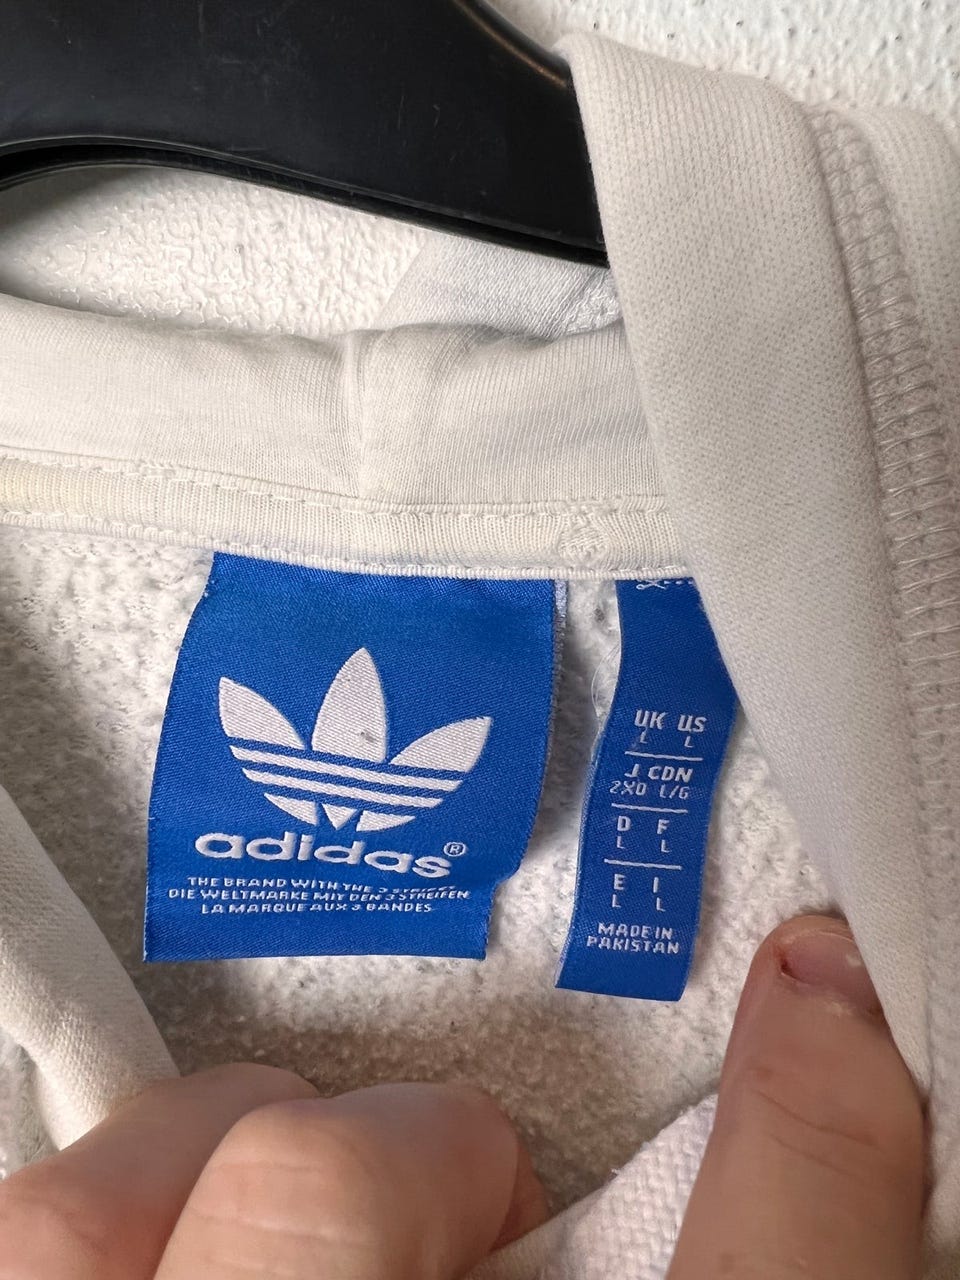 adidas®
THE BRAND WITH THE 3 STRIPES
DIE WELTMARKE MIT DEN 3 STREIFEN
LA MARQUE AUX 3 BANDES
UK US
L L
J CDN
2XO L/G
D F
L L
E I
L L
MADE IN
PAKISTAN